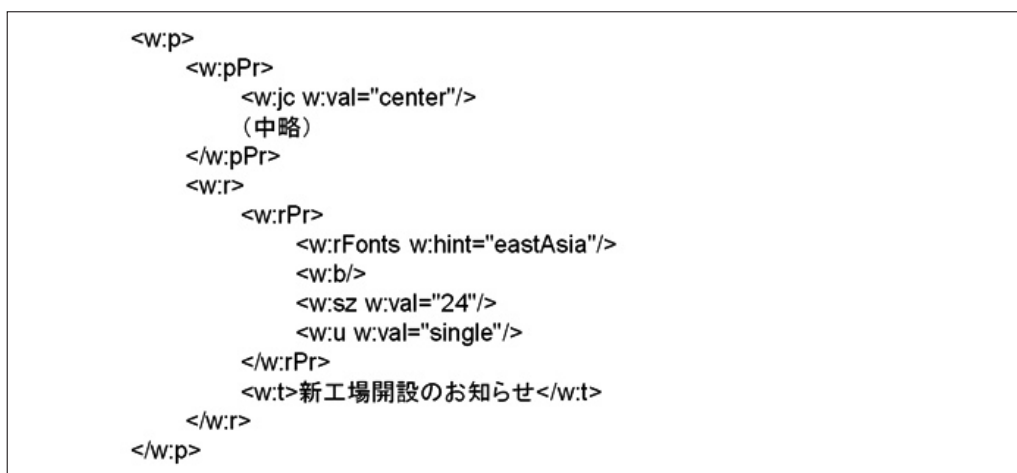 <w:p>
<w:pPr>
<w:jc w:val="center"/>
（中略）
</w:pPr>
<w:r>
<w:rPr>
<w:rFonts w:hint="eastAsia"/>
<w:b/>
<w:sz w:val="24"/>
<w:u w:val="single"/>
</w:rPr>
<w:t>新工場開設のお知らせ</w:t>
</w:r>
</w:p>